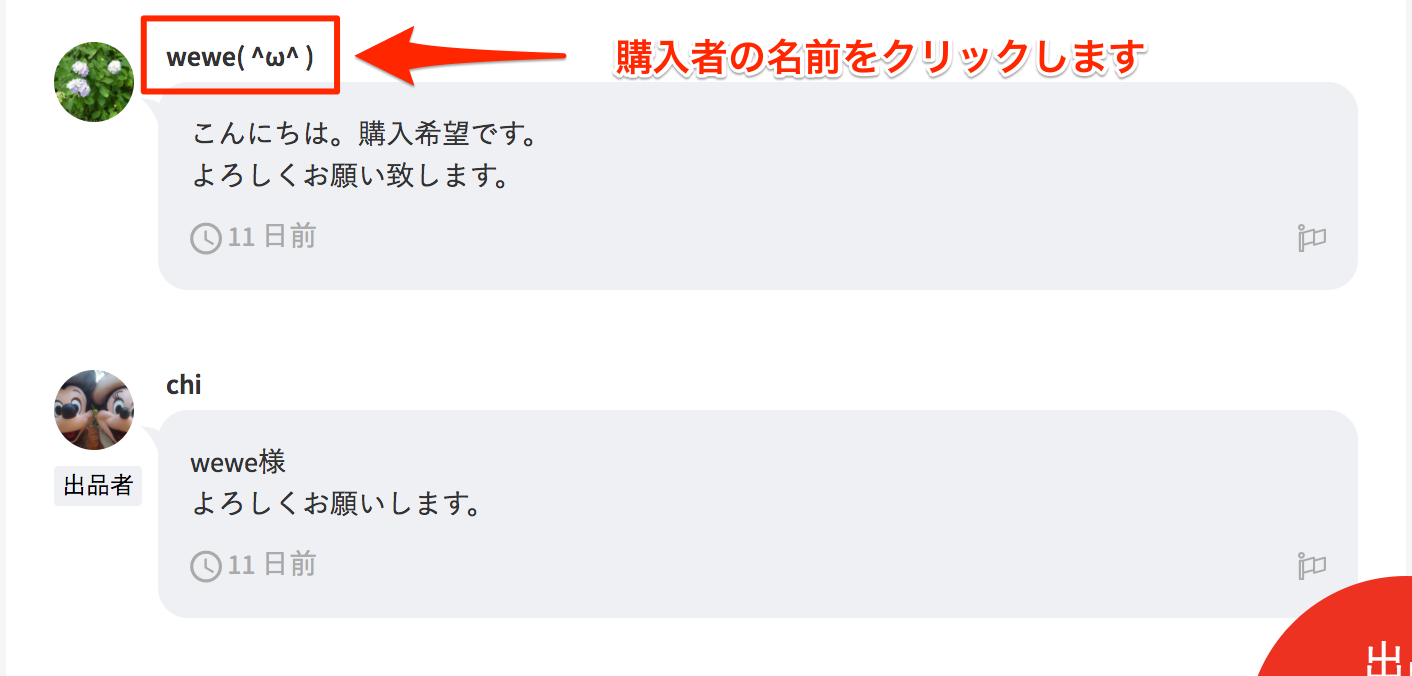 wewe( ^ω^ )
購入者の名前をクリックします
こんにちは。購入希望です。
よろしくお願い致します。
11 日前
chi
出品者
wewe様
よろしくお願いします。
11 日前
出